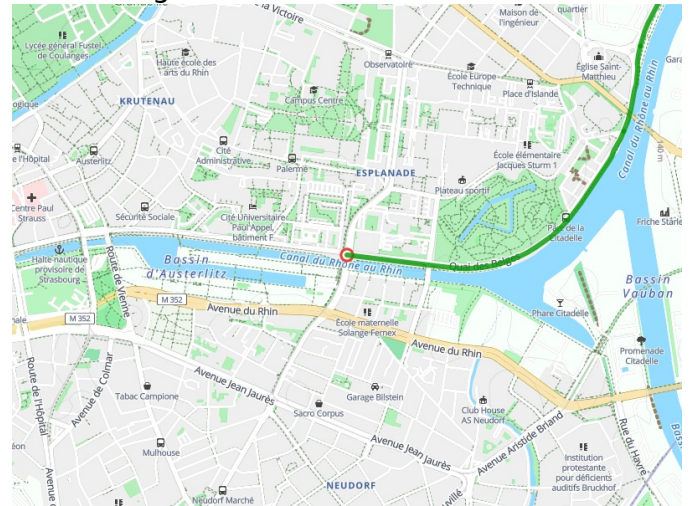 la Victoire
Maison de
l'ingénieur
quartier
Lycée général Fustel
de Coulanges
Haute école des
arts du Rhin
Observatoire
École Europe
Technique
Église Saint-
Matthieu
Place d'Islande
KRUTENAU
Campus Centre
Canal du Rhône au Rhin
Cité
Administrative
École élémentaire
Jacques Sturm 1
e l'Hôpital
Austerlitz
Palerme
ESPLANADE
Plateau sportif
Centre Paul
Strauss
Sécurité Sociale
Cité Universitaire
Paul Appel,
bâtiment F
Parc de la
Citadelle
Friche Starle
Halte nautique
provisoire de
Strasbourg
Route de Vienne
Bassin
d'Austerlitz
Canal du Rhône au Rhin
Quai des Belges
Bassin
Vauban
M 352
M 352
Avenue du Rhin
Phare Citadelle
École maternelle
Solange Fernex
Avenue du Rhin
Promenade
Citadelle
Route de l'Hôpital
Avenue de Colmar
Avenue Jean Jaurès
Tabac Campione
Garage Bilstein
Sacro Corpus
Club House
AS Neudorf
Avenue Aristide Briand
Rue du Havre
Mulhouse
Avenue Jean Jaurès
Institution
protestante
pour déficients
auditifs Bruckhof
NEUDORF
Neudorf Marché